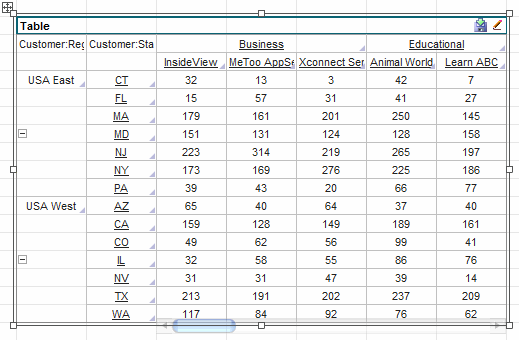 Table
Customer:Reg Customer:Sta Business Educational
InsideView MeToo AppSe Xconnect Ser Animal World Learn ABC
USA East CT 32 13 3 42 7
FL 15 57 31 41 27
MA 179 161 201 250 145
MD 151 131 124 128 158
NJ 223 314 219 265 197
NY 173 169 276 225 186
PA 39 43 20 66 77
USA West AZ 65 40 64 37 40
CA 159 128 149 189 161
CO 49 62 56 99 41
IL 32 58 55 86 76
NV 31 31 47 39 14
TX 213 191 202 237 209
WA 117 84 92 76 62